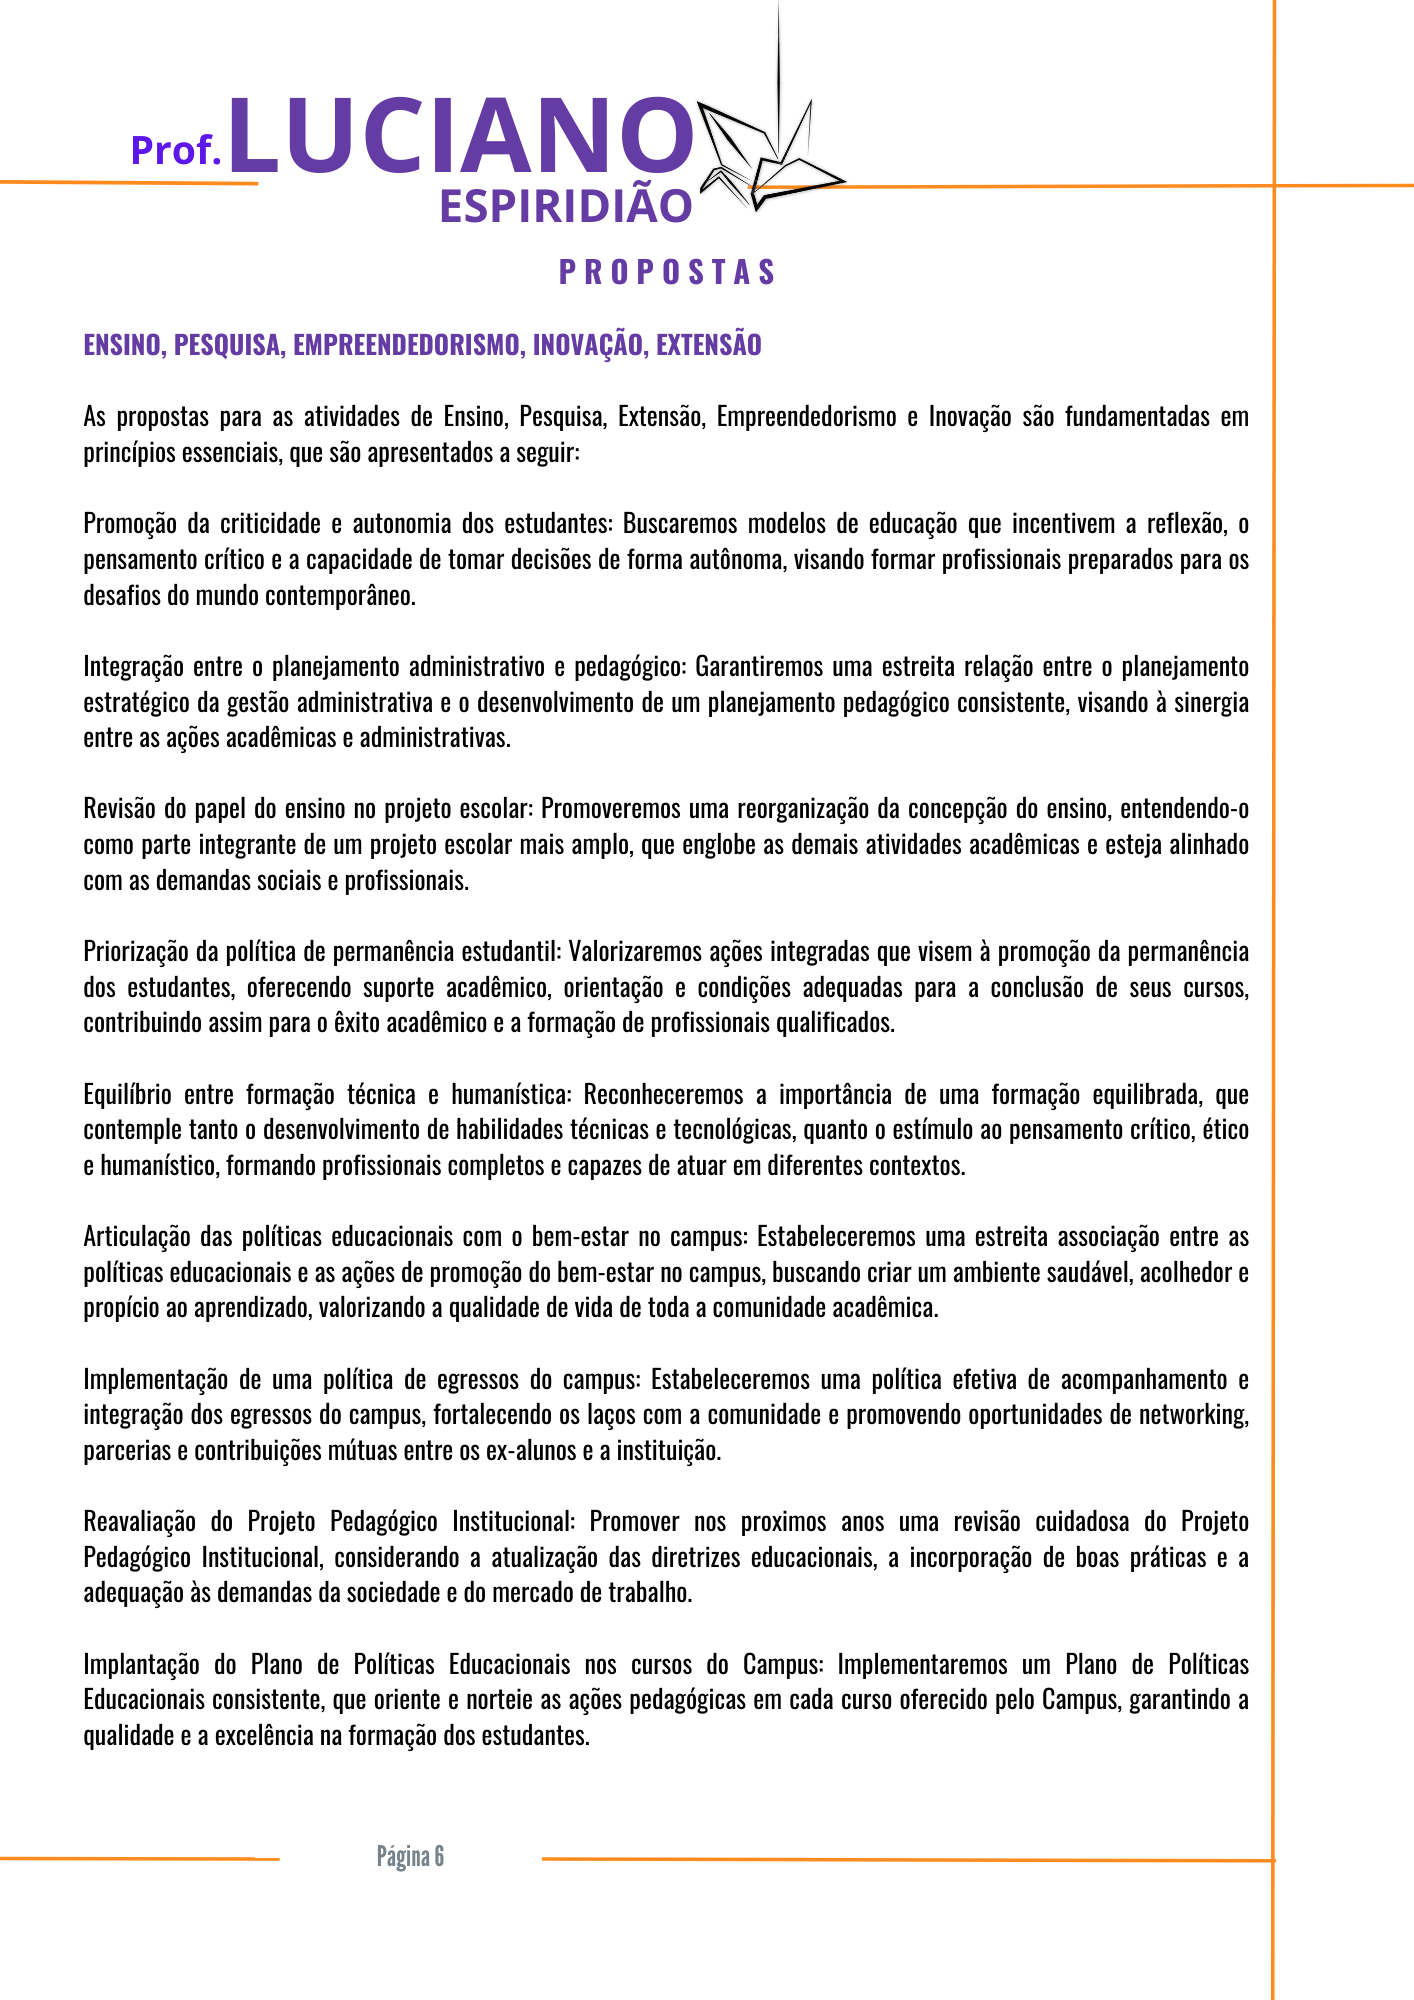 Prof. LUCIANO
ESPIRIDIÃO
PROPOSTAS
ENSINO, PESQUISA, EMPREENDEDORISMO, INOVAÇÃO, EXTENSÃO
As propostas para as atividades de Ensino, Pesquisa, Extensão, Empreendedorismo e Inovação são fundamentadas em
princípios essenciais, que são apresentados a seguir:
Promoção da criticidade e autonomia dos estudantes: Buscaremos modelos de educação que incentivem a reflexão, o
pensamento crítico e a capacidade de tomar decisões de forma autônoma, visando formar profissionais preparados para os
desafios do mundo contemporâneo.
Integração entre o planejamento administrativo e pedagógico: Garantiremos uma estreita relação entre o planejamento
estratégico da gestão administrativa e o desenvolvimento de um planejamento pedagógico consistente, visando à sinergia
entre as ações acadêmicas e administrativas.
Revisão do papel do ensino no projeto escolar: Promoveremos uma reorganização da concepção do ensino, entendendo-o
como parte integrante de um projeto escolar mais amplo, que englobe as demais atividades acadêmicas e esteja alinhado
com as demandas sociais e profissionais.
Priorização da política de permanência estudantil: Valorizaremos ações integradas que visem à promoção da permanência
dos estudantes, oferecendo suporte acadêmico, orientação e condições adequadas para a conclusão de seus cursos,
contribuindo assim para o êxito acadêmico e a formação de profissionais qualificados.
Equilíbrio entre formação técnica e humanística: Reconheceremos a importância de uma formação equilibrada, que
contemple tanto o desenvolvimento de habilidades técnicas e tecnológicas, quanto o estímulo ao pensamento crítico, ético
e humanístico, formando profissionais completos e capazes de atuar em diferentes contextos.
Articulação das políticas educacionais com o bem-estar no campus: Estabeleceremos uma estreita associação entre as
políticas educacionais e as ações de promoção do bem-estar no campus, buscando criar um ambiente saudável, acolhedor e
propício ao aprendizado, valorizando a qualidade de vida de toda a comunidade acadêmica.
Implementação de uma política de egressos do campus: Estabeleceremos uma política efetiva de acompanhamento e
integração dos egressos do campus, fortalecendo os laços com a comunidade e promovendo oportunidades de networking,
parcerias e contribuições mútuas entre os ex-alunos e a instituição.
Reavaliação do Projeto Pedagógico Institucional: Promover nos proximos anos uma revisão cuidadosa do Projeto
Pedagógico Institucional, considerando a atualização das diretrizes educacionais, a incorporação de boas práticas e a
adequação às demandas da sociedade e do mercado de trabalho.
Implantação do Plano de Políticas Educacionais nos cursos do Campus: Implementaremos um Plano de Políticas
Educacionais consistente, que oriente e norteie as ações pedagógicas em cada curso oferecido pelo Campus, garantindo a
qualidade e a excelência na formação dos estudantes.
Página 6